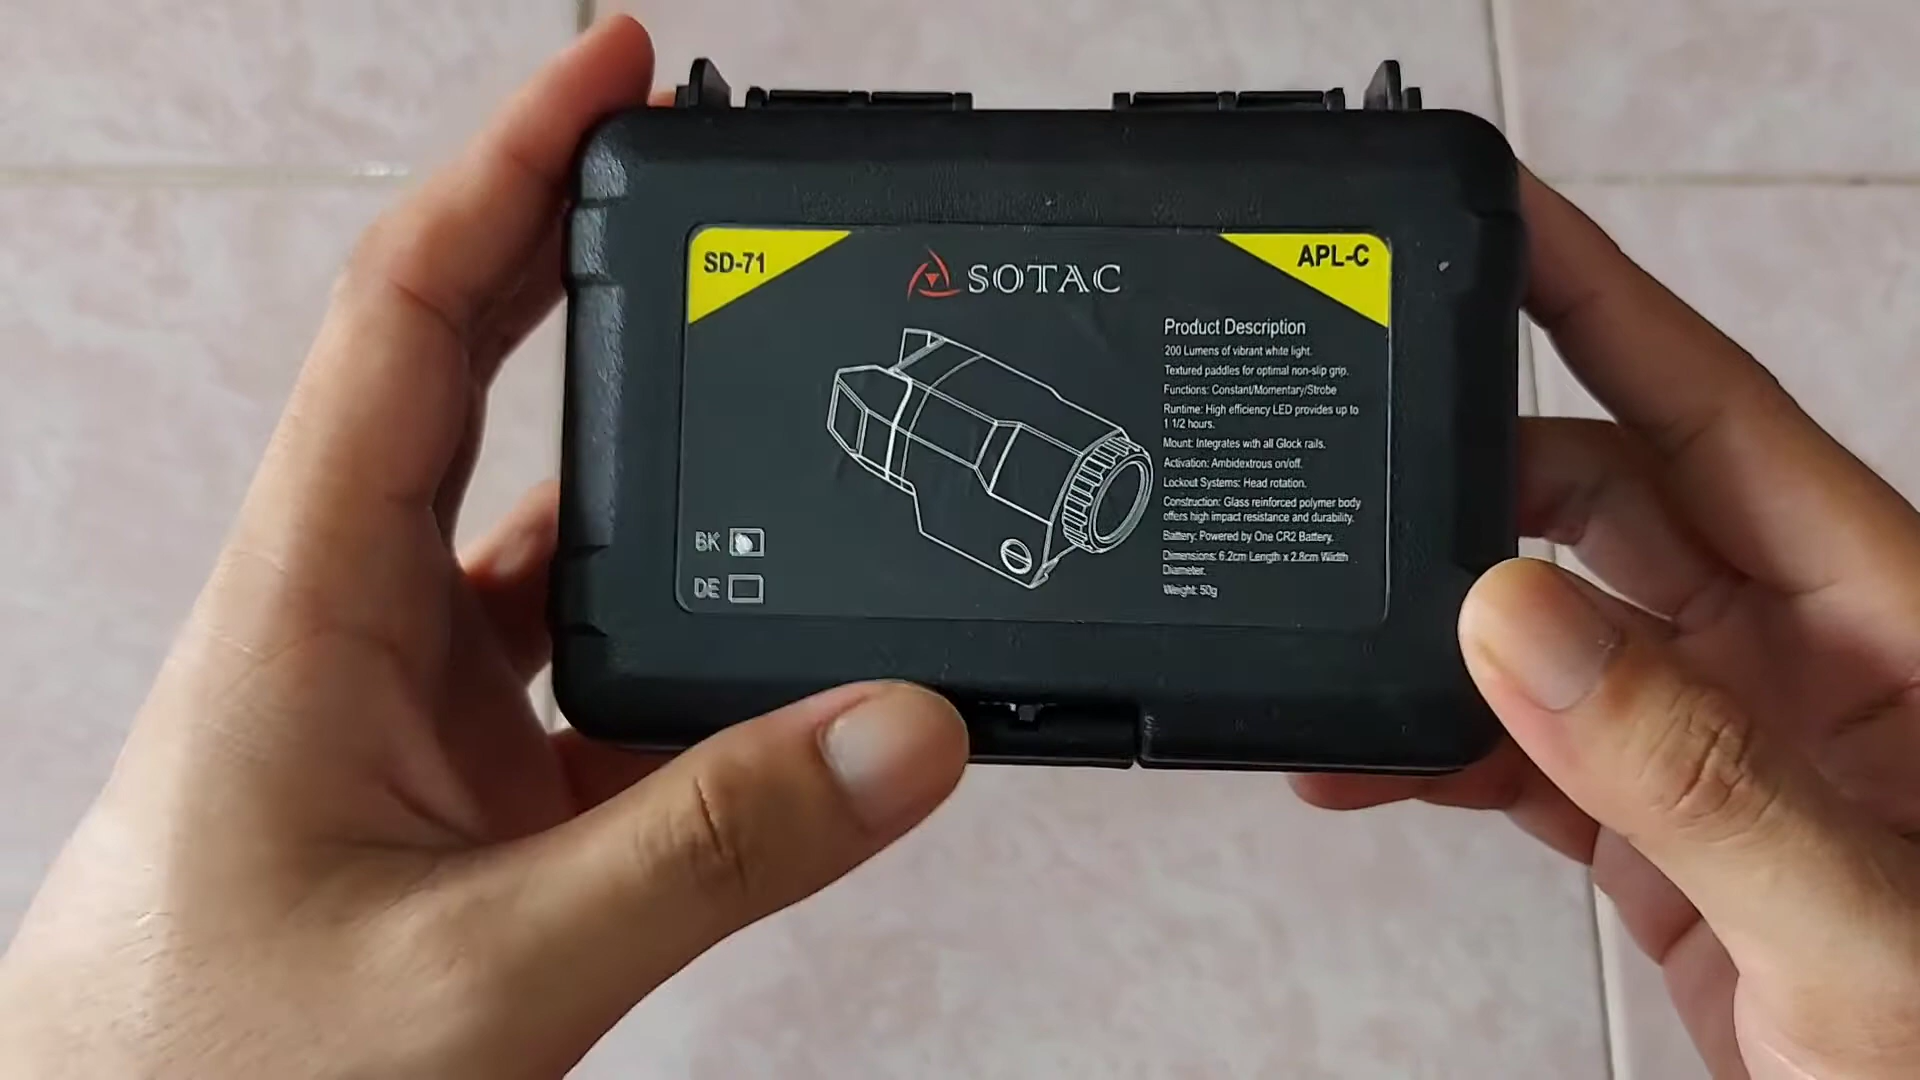 SD-71
SOTAC
APL-C
Product Description
200 Lumens of vibrant white light.
Textured paddles for optimal non-slip grip.
Functions: Constant/Momentary/Strobe
Runtime: High efficiency LED provides up to
1 1/2 hours.
Mount: Integrates with all Glock rails.
Activation: Ambidextrous on/off.
Lockout Systems: Head rotation.
Construction: Glass reinforced polymer body
offers high impact resistance and durability.
Battery: Powered by One CR2 Battery.
Dimensions: 6.2cm Length x 2.8cm Width
Diameter.
Weight: 50g
BK
DE